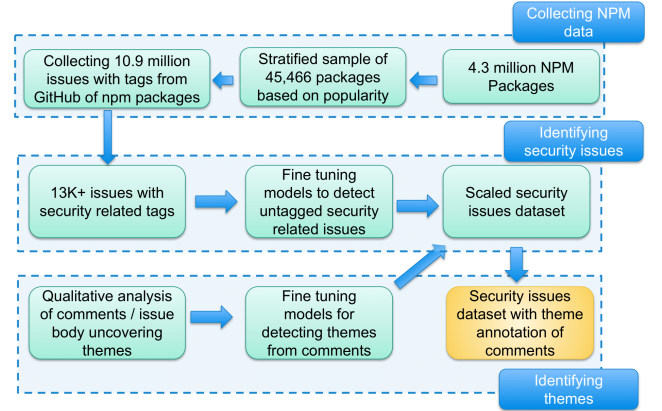 Collecting NPM
data
Collecting 10.9 million
issues with tags from
GitHub of npm packages
Stratified sample of
45,466 packages
based on popularity
4.3 million NPM
Packages
Identifying
security issues
13K+ issues with
security related tags
Fine tuning
models to detect
untagged security
related issues
Scaled security
issues dataset
Qualitative analysis
of comments / issue
body uncovering
themes
Fine tuning
models for
detecting themes
from comments
Security issues
dataset with theme
annotation of
comments
Identifying
themes